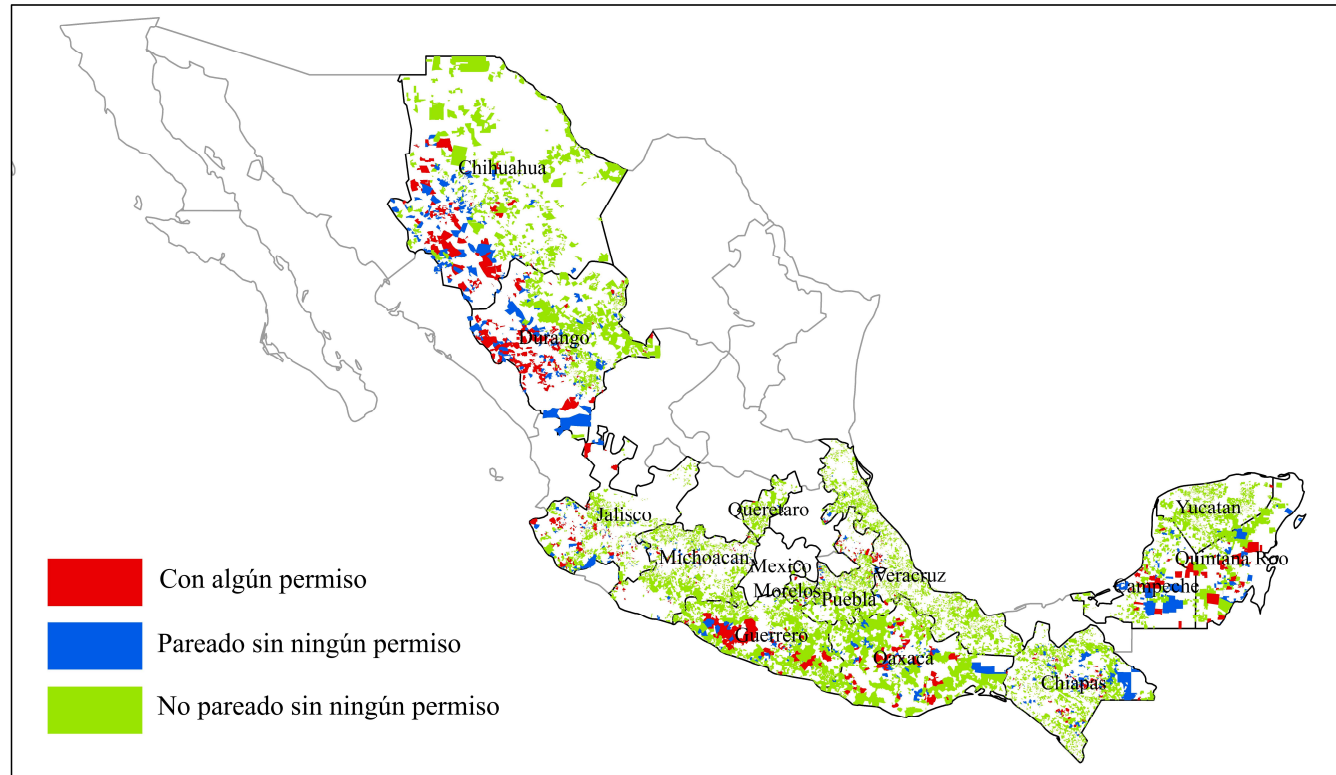 Chihuahua
Durango
Jalisco
Queretaro
Michoacan
Mexico
Morelos
Puebla
Veracruz
Guerrero
Oaxaca
Chiapas
Yucatan
Quintana Roo
Campeche
Con algún permiso
Pareado sin ningún permiso
No pareado sin ningún permiso